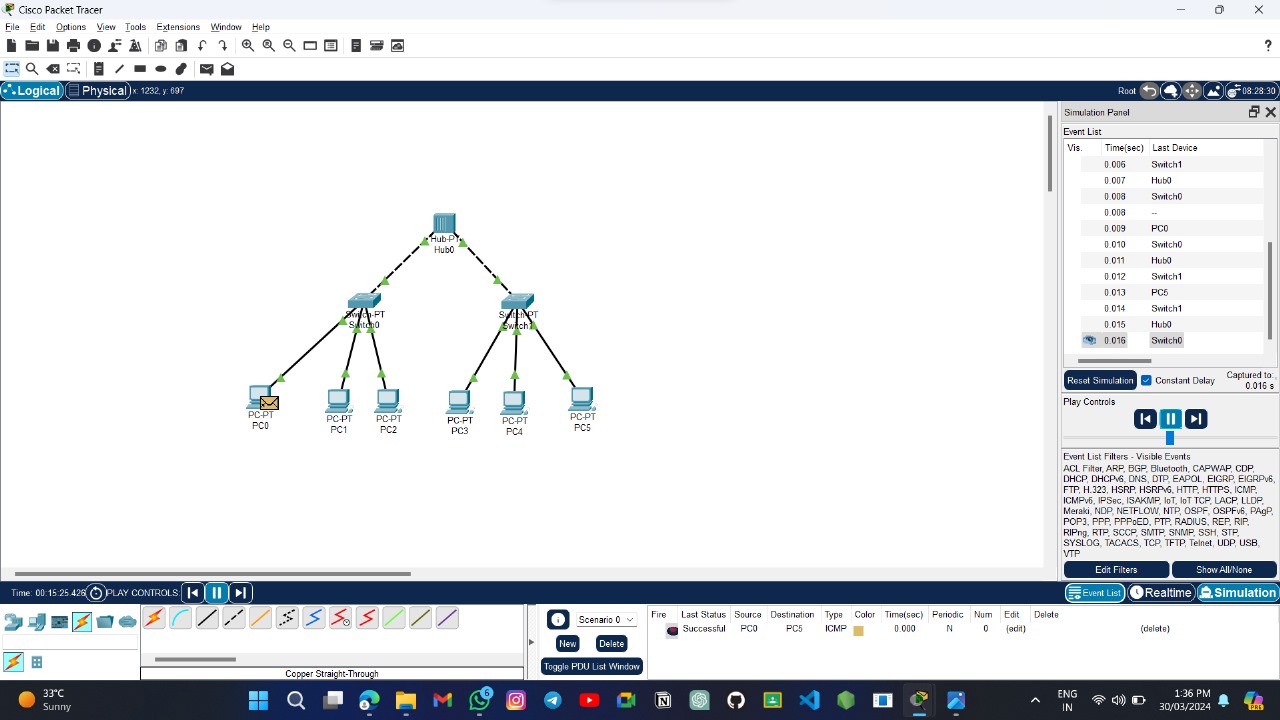 Cisco Packet Tracer
File Edit Options View Tools Extensions Window Help
?
Logical Physical x: 1232, y: 697 Root 08:28:30
Hub-PT
Hub0
Switch-PT
Switch0
Switch-PT
PC-PT
PC0
PC-PT
PC1
PC-PT
PC2
PC-PT
PC3
PC-PT
PC4
PC-PT
PC5
Simulation Panel
Event List
Vis. Time(sec) Last Device
0.006 Switch1
0.007 Hub0
0.008 Switch0
0.008 --
0.009 PC0
0.010 Switch0
0.011 Hub0
0.012 Switch1
0.013 PC5
0.014 Switch1
0.015 Hub0
0.016 Switch0
Reset Simulation Constant Delay Captured to:
0.016 s
Play Controls
Event List Filters - Visible Events
ACL Filter, ARP, BGP, Bluetooth, CAPWAP, CDP,
DHCP, DHCPv6, DNS, DTP, EAPOL, EIGRP, EIGRPv6,
FTP, H.323, HSRP, HSRPv6, HTTP, HTTPS, ICMP,
ICMPv6, IPSec, ISAKMP, IoT, IoT TCP, LACP, LLDP,
Meraki, NDP, NETFLOW, NTP, OSPF, OSPFv6, PAgP,
POP3, PPP, PPPoED, PTP, RADIUS, REP, RIP,
RIPng, RTP, SCCP, SMTP, SNMP, SSH, STP,
SYSLOG, TACACS, TCP, TFTP, Telnet, UDP, USB,
VTP
Edit Filters Show All/None
Time: 00:15:25.426 PLAY CONTROLS: Event List Realtime Simulation
Scenario 0
New Delete
Toggle PDU List Window
Fire Last Status Source Destination Type Color Time(sec) Periodic Num Edit Delete
Successful PC0 PC5 ICMP 0.000 N 0 (edit) (delete)
Copper Straight-Through
33°C
Sunny
6
ENG
IN
1:36 PM
30/03/2024
PRE